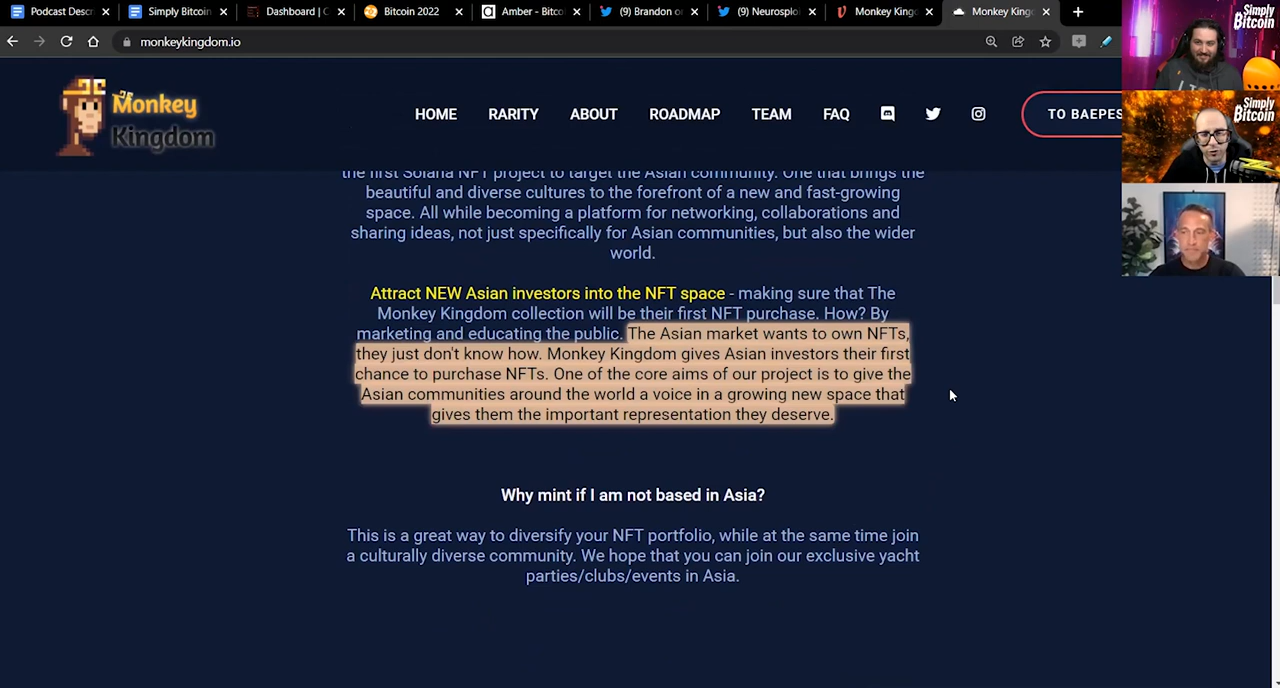 Podcast Descr
Simply Bitcoin
Dashboard | C
Bitcoin 2022
Amber - Bitco
(9) Brandon o
(9) Neurosploi
Monkey King
Monkey King
monkeykingdom.io
Simply
Bitcoin
Simply
Bitcoin
Monkey
Kingdom
HOME
RARITY
ABOUT
ROADMAP
TEAM
FAQ
TO BAEPES
the first Solana NFT project to target the Asian community. One that brings the
beautiful and diverse cultures to the forefront of a new and fast-growing
space. All while becoming a platform for networking, collaborations and
sharing ideas, not just specifically for Asian communities, but also the wider
world.
Attract NEW Asian investors into the NFT space - making sure that The
Monkey Kingdom collection will be their first NFT purchase. How? By
marketing and educating the public. The Asian market wants to own NFTs,
they just don't know how. Monkey Kingdom gives Asian investors their first
chance to purchase NFTs. One of the core aims of our project is to give the
Asian communities around the world a voice in a growing new space that
gives them the important representation they deserve.
Why mint if I am not based in Asia?
This is a great way to diversify your NFT portfolio, while at the same time join
a culturally diverse community. We hope that you can join our exclusive yacht
parties/clubs/events in Asia.